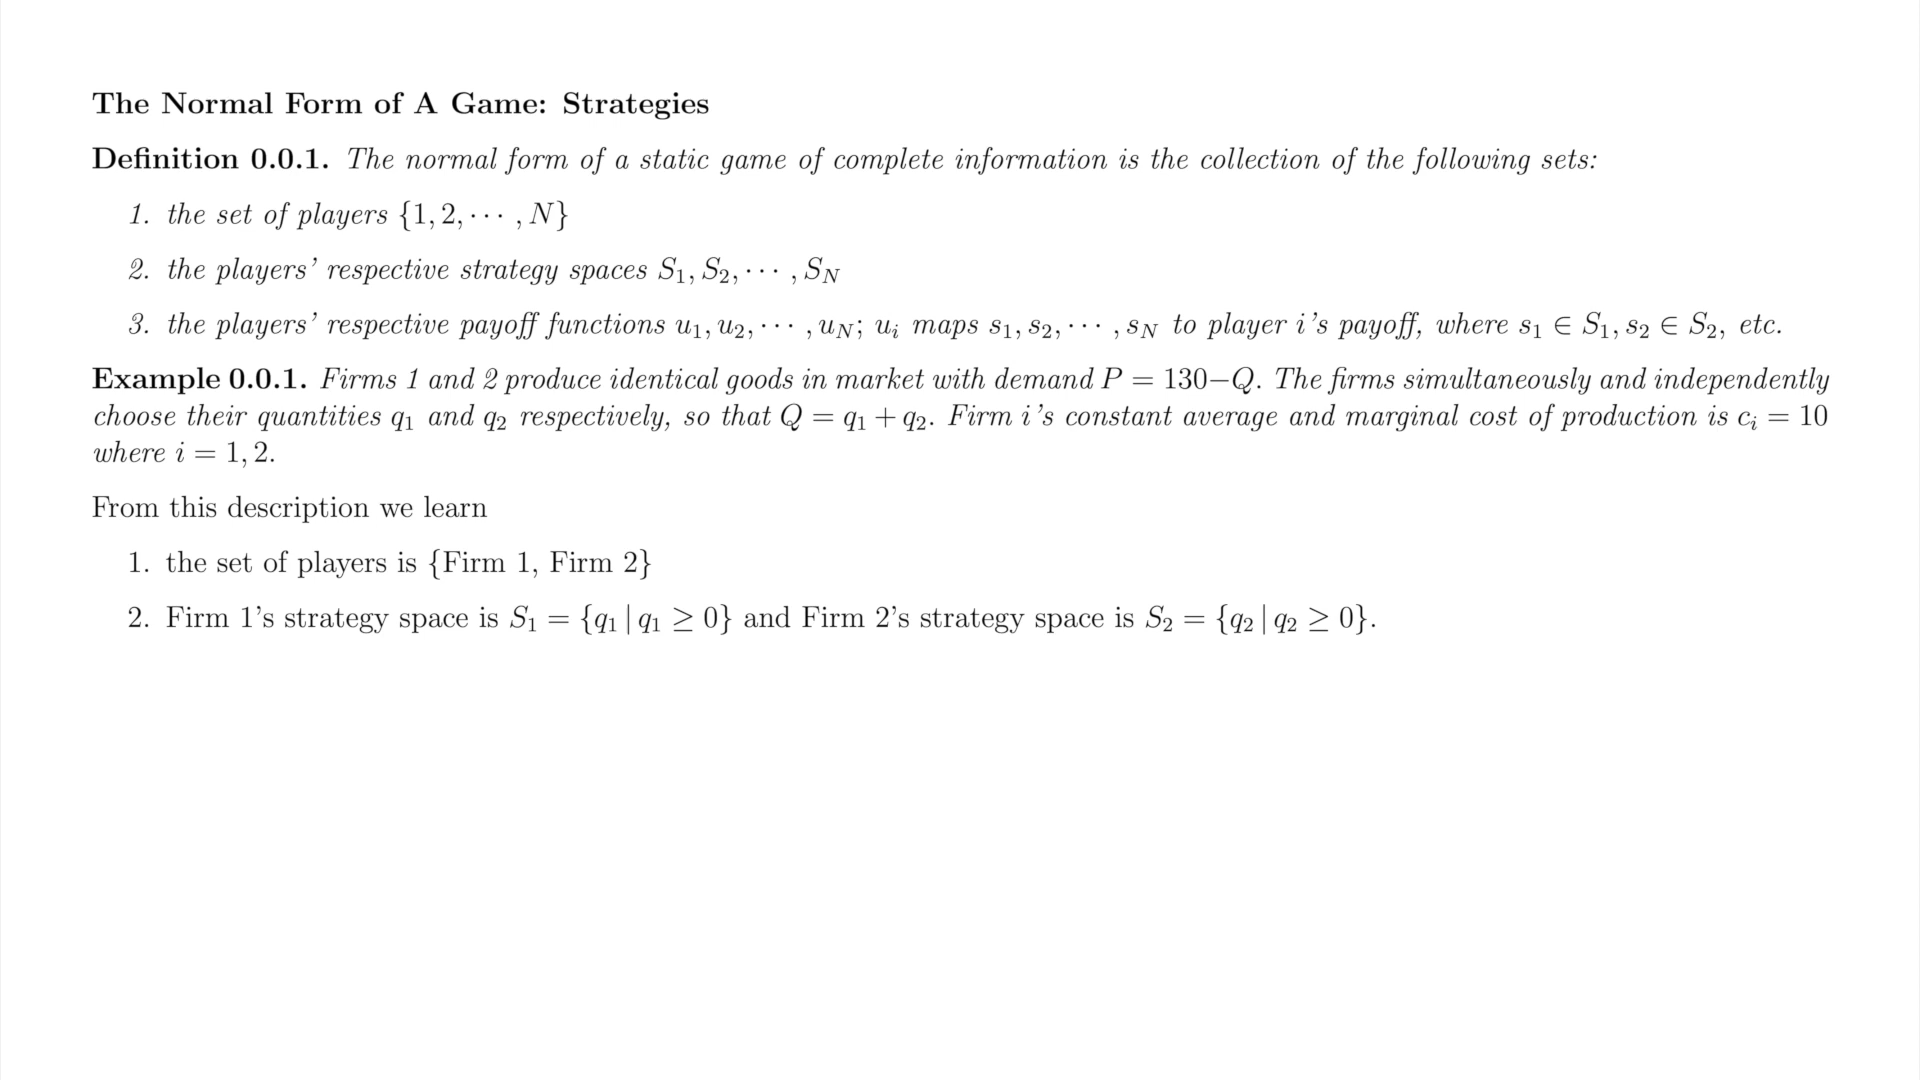 The Normal Form of A Game: Strategies
Definition 0.0.1. The normal form of a static game of complete information is the collection of the following sets:
1. the set of players {1, 2, ⋯ , N}
2. the players’ respective strategy spaces S₁, S₂, ⋯ , S_N
3. the players’ respective payoff functions u₁, u₂, ⋯ , u_N; u_i maps s₁, s₂, ⋯ , s_N to player i’s payoff, where s₁ ∈ S₁, s₂ ∈ S₂, etc.
Example 0.0.1. Firms 1 and 2 produce identical goods in market with demand P = 130−Q. The firms simultaneously and independently
choose their quantities q₁ and q₂ respectively, so that Q = q₁ + q₂. Firm i’s constant average and marginal cost of production is c_i = 10
where i = 1, 2.
From this description we learn
1. the set of players is {Firm 1, Firm 2}
2. Firm 1’s strategy space is S₁ = {q₁ | q₁ ≥ 0} and Firm 2’s strategy space is S₂ = {q₂ | q₂ ≥ 0}.